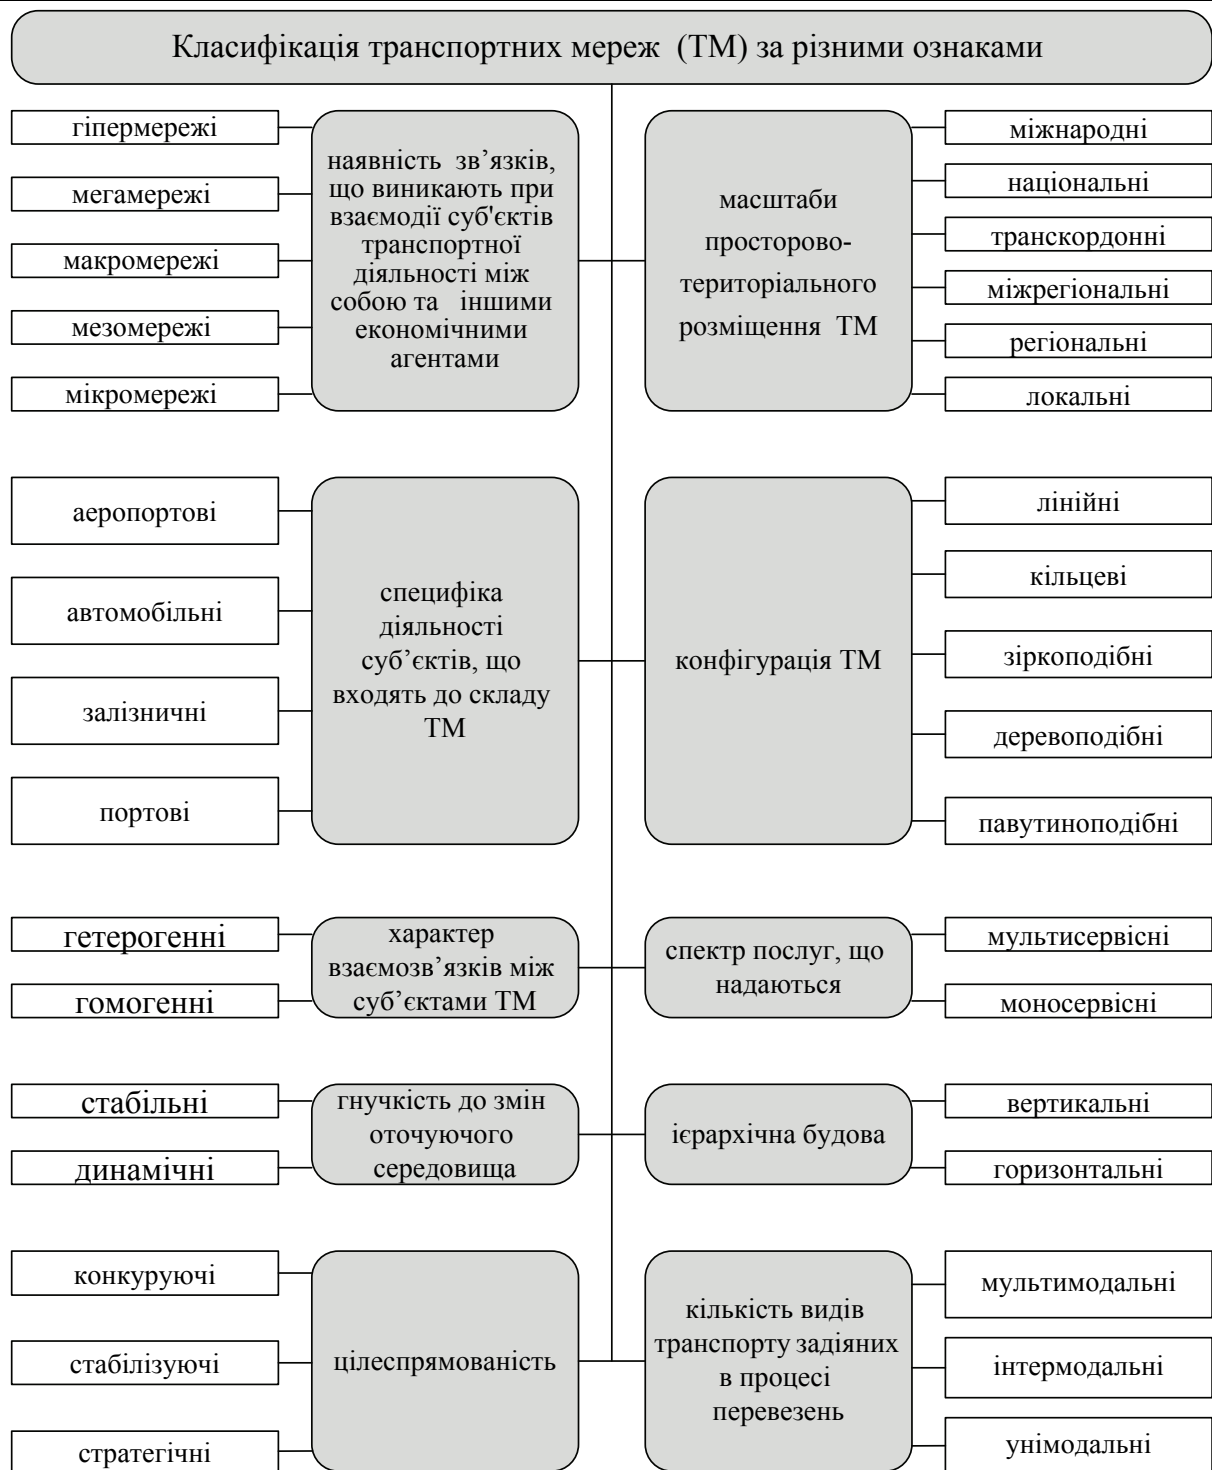 Класифікація транспортних мереж (ТМ) за різними ознаками
гіпермережі
мегамережі
макромережі
мезомережі
мікромережі
наявність зв’язків,
що виникають при
взаємодії суб'єктів
транспортної
діяльності між
собою та іншими
економічними
агентами
масштаби
просторово-
територіального
розміщення ТМ
міжнародні
національні
транскордонні
міжрегіональні
регіональні
локальні
аеропортові
автомобільні
залізничні
портові
специфіка
діяльності
суб’єктів, що
входять до складу
ТМ
конфігурація ТМ
лінійні
кільцеві
зіркоподібні
деревоподібні
павутиноподібні
гетерогенні
гомогенні
характер
взаємозв’язків між
суб’єктами ТМ
спектр послуг, що
надаються
мультисервісні
моносервісні
стабільні
динамічні
гнучкість до змін
оточуючого
середовища
ієрархічна будова
вертикальні
горизонтальні
конкуруючі
стабілізуючі
стратегічні
цілеспрямованість
кількість видів
транспорту задіяних
в процесі
перевезень
мультимодальні
інтермодальні
унімодальні